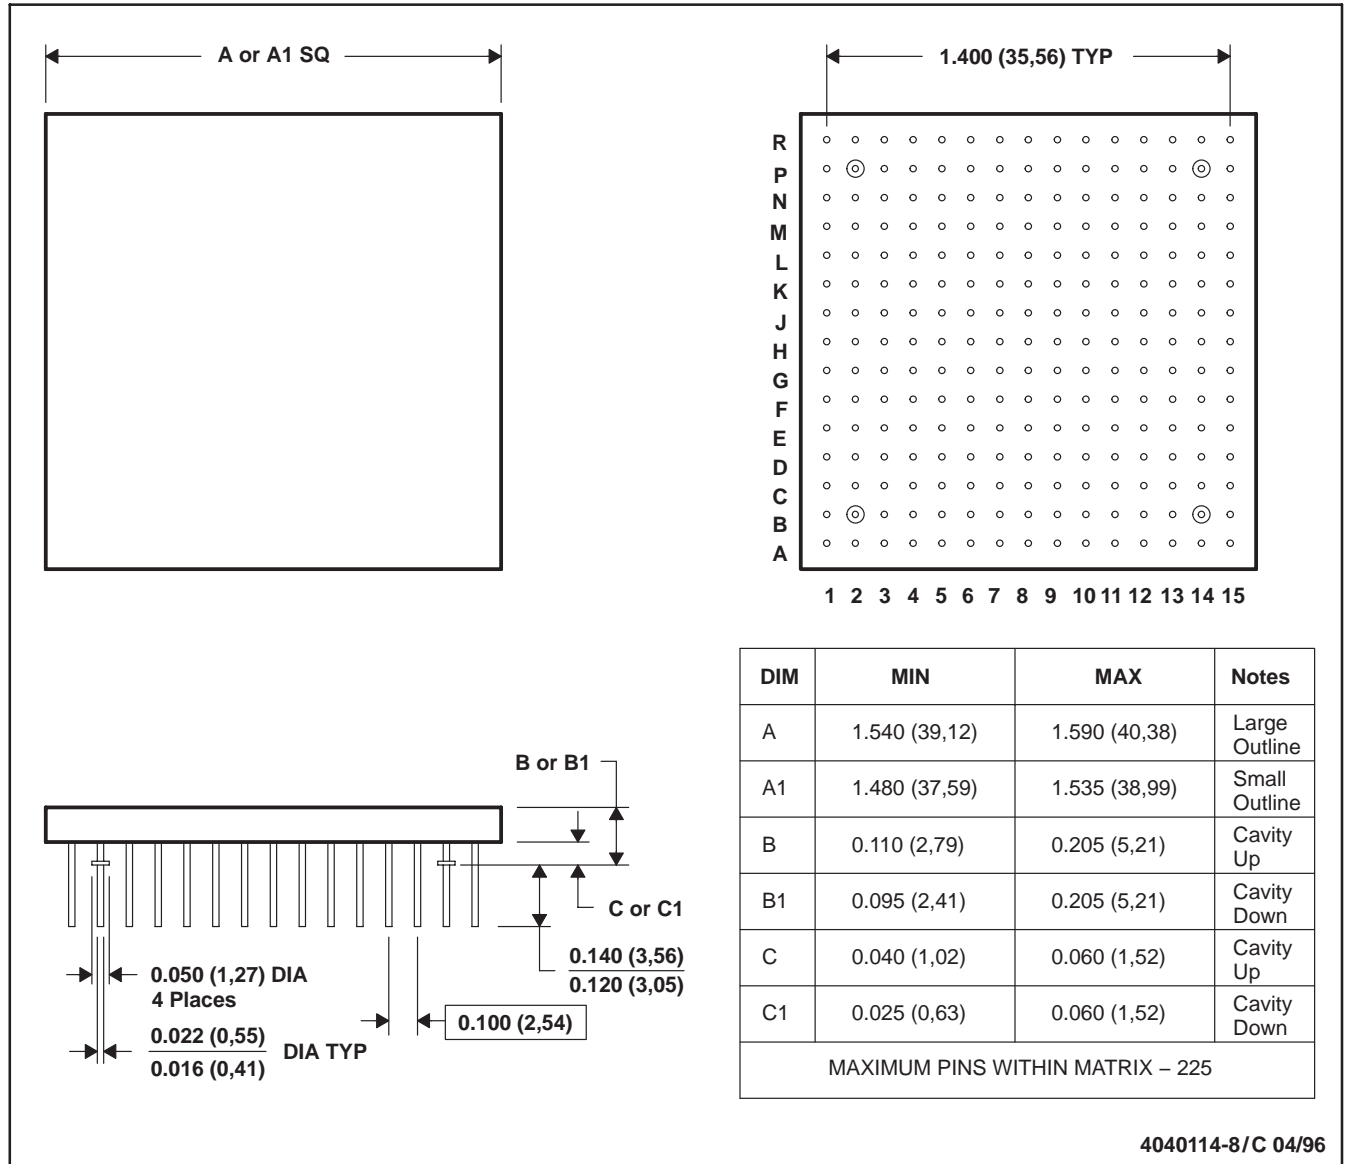 A or A1 SQ
1.400 (35,56) TYP
R
P
N
M
L
K
J
H
G
F
E
D
C
B
A
1 2 3 4 5 6 7 8 9 10 11 12 13 14 15
B or B1
C or C1
0.140 (3,56)
0.120 (3,05)
0.050 (1,27) DIA
4 Places
0.100 (2,54)
0.022 (0,55)
0.016 (0,41)
DIA TYP
DIM MIN MAX Notes
A 1.540 (39,12) 1.590 (40,38) Large Outline
A1 1.480 (37,59) 1.535 (38,99) Small Outline
B 0.110 (2,79) 0.205 (5,21) Cavity Up
B1 0.095 (2,41) 0.205 (5,21) Cavity Down
C 0.040 (1,02) 0.060 (1,52) Cavity Up
C1 0.025 (0,63) 0.060 (1,52) Cavity Down
MAXIMUM PINS WITHIN MATRIX – 225
4040114-8/C 04/96